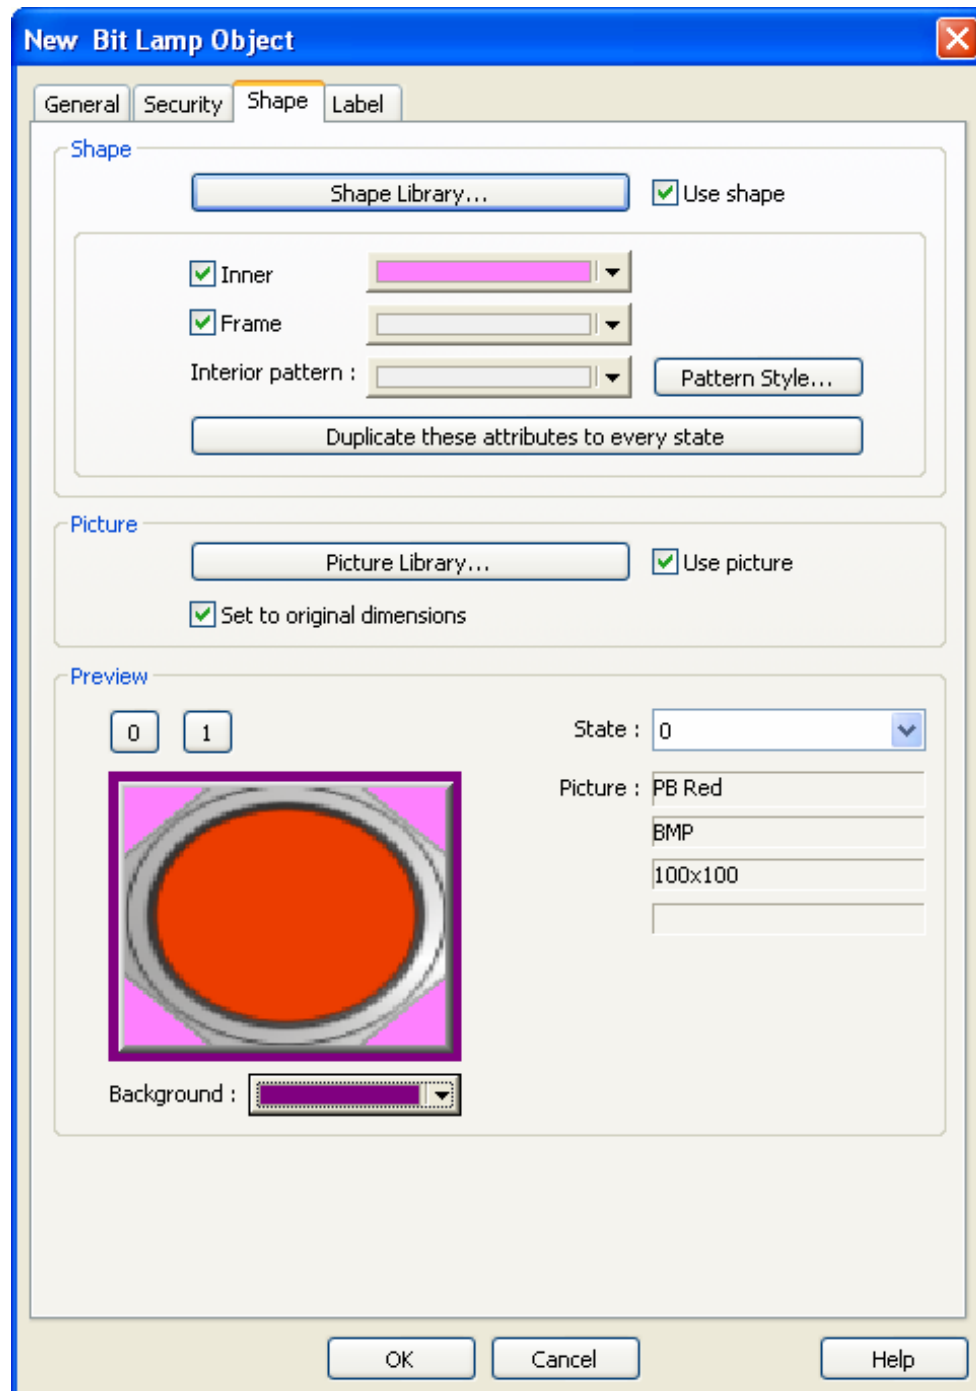 New Bit Lamp Object
General Security Shape Label
Shape
Shape Library... Use shape
Inner
Frame
Interior pattern : Pattern Style...
Duplicate these attributes to every state
Picture
Picture Library... Use picture
Set to original dimensions
Preview
0 1 State : 0
Picture : PB Red
BMP
100x100
Background :
OK Cancel Help